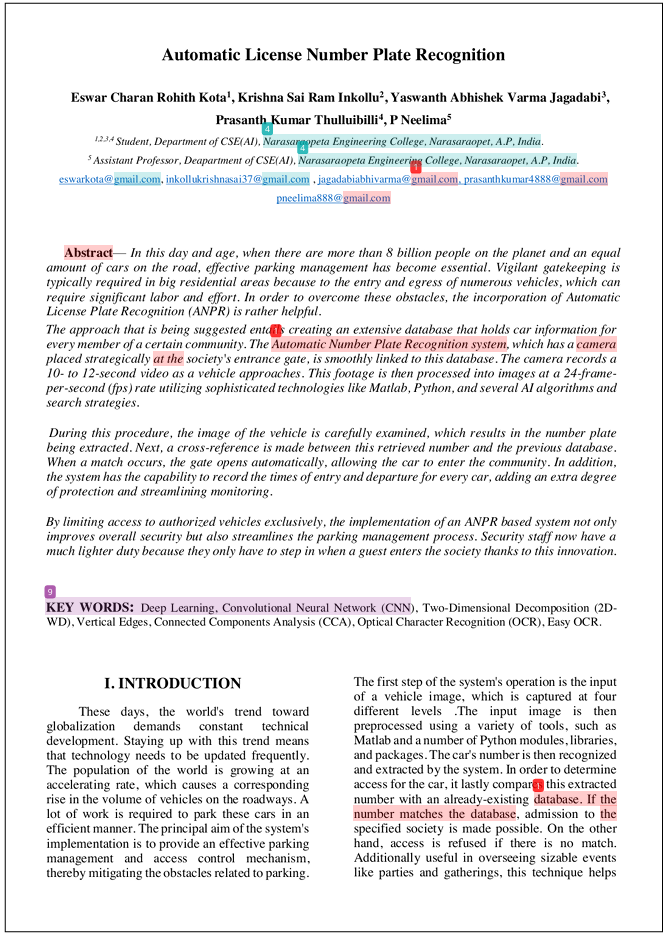 Automatic License Number Plate Recognition
Eswar Charan Rohith Kota1, Krishna Sai Ram Inkollu2, Yaswanth Abhishek Varma Jagadabi3,
Prasanth Kumar Thulluibilli4, P Neelima5
4
1,2,3,4 Student, Department of CSE(AI), Narasaraopeta Engineering College, Narasaraopet, A.P, India.
4
5 Assistant Professor, Deapartment of CSE(AI), Narasaraopeta Engineering College, Narasaraopet, A.P, India.
1
eswarkota@gmail.com, inkollukrishnasai37@gmail.com , jagadabiabhivarma@gmail.com, prasanthkumar4888@gmail.com
pneelima888@gmail.com
Abstract— In this day and age, when there are more than 8 billion people on the planet and an equal
amount of cars on the road, effective parking management has become essential. Vigilant gatekeeping is
typically required in big residential areas because to the entry and egress of numerous vehicles, which can
require significant labor and effort. In order to overcome these obstacles, the incorporation of Automatic
License Plate Recognition (ANPR) is rather helpful.
The approach that is being suggested entails creating an extensive database that holds car information for
every member of a certain community. The Automatic Number Plate Recognition system, which has a camera
placed strategically at the society's entrance gate, is smoothly linked to this database. The camera records a
10- to 12-second video as a vehicle approaches. This footage is then processed into images at a 24-frame-
per-second (fps) rate utilizing sophisticated technologies like Matlab, Python, and several AI algorithms and
search strategies.
During this procedure, the image of the vehicle is carefully examined, which results in the number plate
being extracted. Next, a cross-reference is made between this retrieved number and the previous database.
When a match occurs, the gate opens automatically, allowing the car to enter the community. In addition,
the system has the capability to record the times of entry and departure for every car, adding an extra degree
of protection and streamlining monitoring.
By limiting access to authorized vehicles exclusively, the implementation of an ANPR based system not only
improves overall security but also streamlines the parking management process. Security staff now have a
much lighter duty because they only have to step in when a guest enters the society thanks to this innovation.
9
KEY WORDS: Deep Learning, Convolutional Neural Network (CNN), Two-Dimensional Decomposition (2D-
WD), Vertical Edges, Connected Components Analysis (CCA), Optical Character Recognition (OCR), Easy OCR.
I. INTRODUCTION
These days, the world's trend toward
globalization demands constant technical
development. Staying up with this trend means
that technology needs to be updated frequently.
The population of the world is growing at an
accelerating rate, which causes a corresponding
rise in the volume of vehicles on the roadways. A
lot of work is required to park these cars in an
efficient manner. The principal aim of the system's
implementation is to provide an effective parking
management and access control mechanism,
thereby mitigating the obstacles related to parking.
The first step of the system's operation is the input
of a vehicle image, which is captured at four
different levels .The input image is then
preprocessed using a variety of tools, such as
Matlab and a number of Python modules, libraries,
and packages. The car's number is then recognized
and extracted by the system. In order to determine
access for the car, it lastly compares this extracted
number with an already-existing database. If the
number matches the database, admission to the
specified society is made possible. On the other
hand, access is refused if there is no match.
Additionally useful in overseeing sizable events
like parties and gatherings, this technique helps